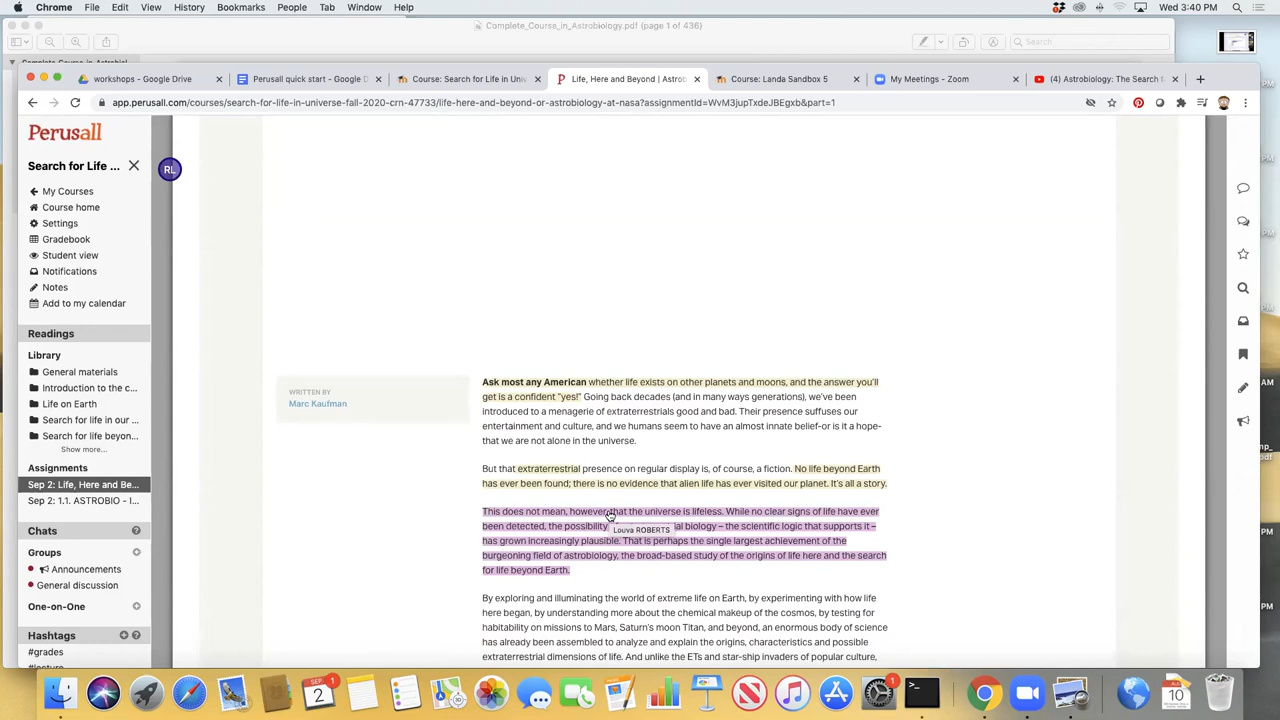 Chrome File Edit View History Bookmarks People Tab Window Help Wed 3:40 PM
Complete_Course_in_Astrobiology.pdf (page 1 of 436)
Search
workshops - Google Drive × Perusall quick start - Google D × Course: Search for Life in Univ × Life, Here and Beyond | Astrob × Course: Landa Sandbox 5 × My Meetings - Zoom × (4) Astrobiology: The Search f ×
app.perusall.com/courses/search-for-life-in-universe-fall-2020-crn-47733/life-here-and-beyond-or-astrobiology-at-nasa?assignmentId=WvM3jupTxdeJBEgxb&part=1
Perusall
Search for Life ...
RL
My Courses
Course home
Settings
Gradebook
Student view
Notifications
Notes
Add to my calendar
Readings
Library
General materials
Introduction to the c...
Life on Earth
Search for life in our ...
Search for life beyon...
Show more...
Assignments
Sep 2: Life, Here and Be...
Sep 2: 1.1. ASTROBIO - I...
Chats
Groups
Announcements
General discussion
One-on-One
Hashtags
#grades
WRITTEN BY
Marc Kaufman
Ask most any American whether life exists on other planets and moons, and the answer you'll
get is a confident "yes!" Going back decades (and in many ways generations), we've been
introduced to a menagerie of extraterrestrials good and bad. Their presence suffuses our
entertainment and culture, and we humans seem to have an almost innate belief-or is it a hope-
that we are not alone in the universe.
But that extraterrestrial presence on regular display is, of course, a fiction. No life beyond Earth
has ever been found; there is no evidence that alien life has ever visited our planet. It's all a story.
This does not mean, however, that the universe is lifeless. While no clear signs of life have ever
been detected, the possibility ial biology – the scientific logic that supports it –
Louva ROBERTS
has grown increasingly plausible. That is perhaps the single largest achievement of the
burgeoning field of astrobiology, the broad-based study of the origins of life here and the search
for life beyond Earth.
By exploring and illuminating the world of extreme life on Earth, by experimenting with how life
here began, by understanding more about the chemical makeup of the cosmos, by testing for
habitability on missions to Mars, Saturn's moon Titan, and beyond, an enormous body of science
has already been assembled to analyze and explain the origins, characteristics and possible
extraterrestrial dimensions of life. And unlike the ETs and star-ship invaders of popular culture,
SEP
2
1
1
10